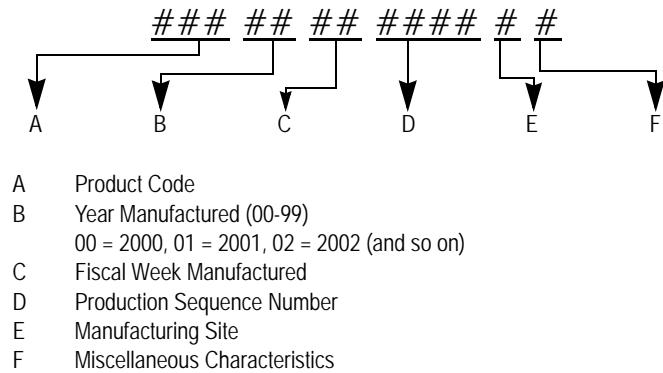 ### ## ## #### # #
A B C D E F
A Product Code
B Year Manufactured (00-99)
00 = 2000, 01 = 2001, 02 = 2002 (and so on)
C Fiscal Week Manufactured
D Production Sequence Number
E Manufacturing Site
F Miscellaneous Characteristics